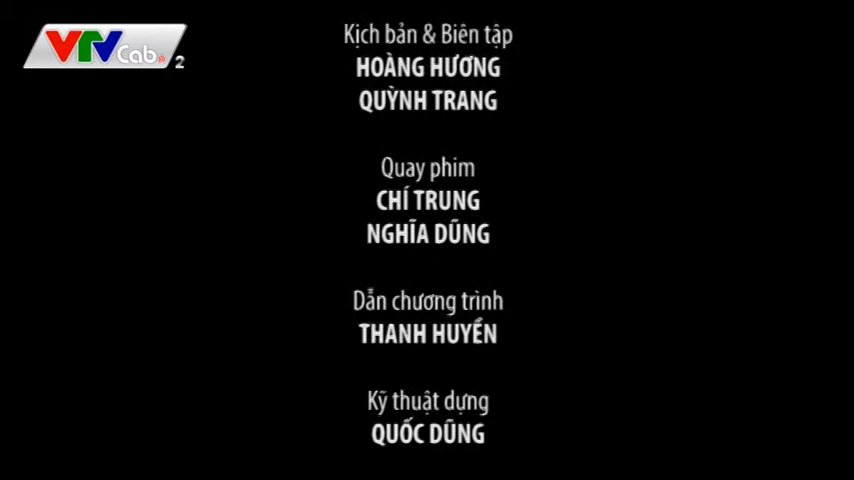 VTVCab 2
Kịch bản & Biên tập
HOÀNG HƯƠNG
QUỲNH TRANG
Quay phim
CHÍ TRUNG
NGHĨA DŨNG
Dẫn chương trình
THANH HUYỀN
Kỹ thuật dựng
QUỐC DŨNG